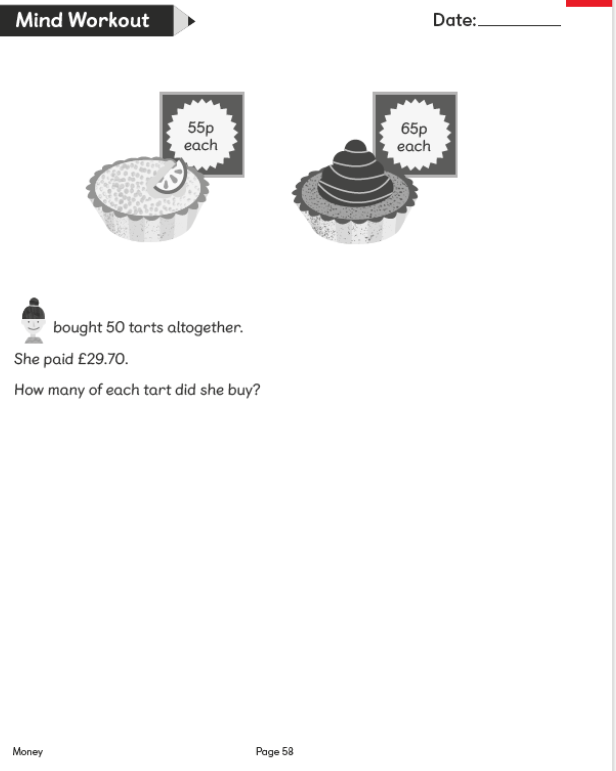 Mind Workout
Date:
55p
each
65p
each
bought 50 tarts altogether.
She paid £29.70.
How many of each tart did she buy?
Money
Page 58